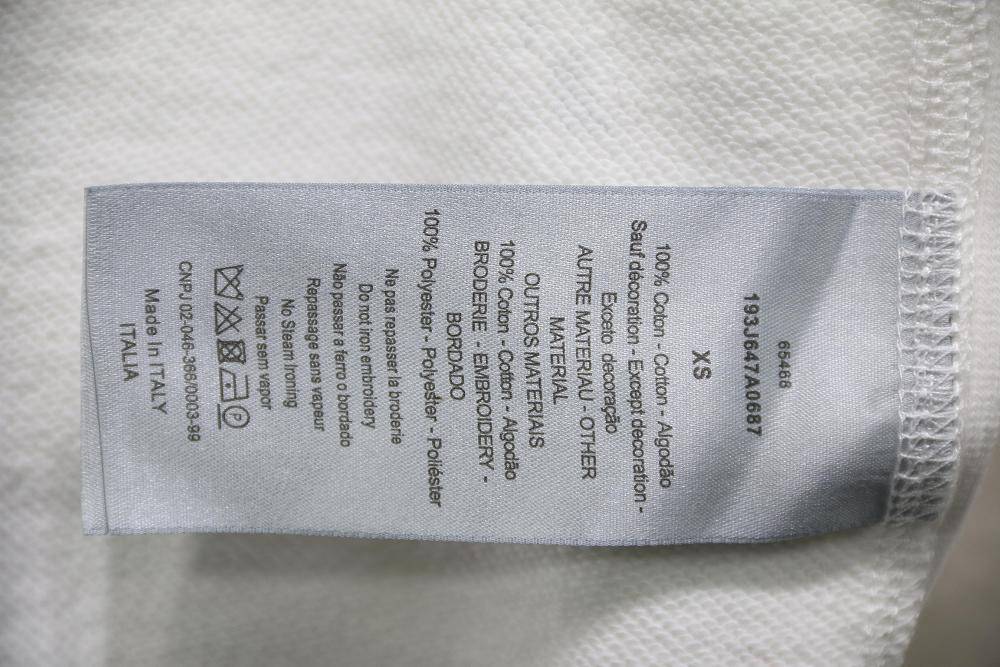 65486
193J647A0687
XS
100% Coton - Cotton - Algodão
Sauf décoration - Except decoration -
Exceto decoração
AUTRE MATERIAU - OTHER
MATERIAL
OUTROS MATERIAIS
100% Coton - Cotton - Algodão
BRODERIE - EMBROIDERY -
BORDADO
100% Polyester - Polyester - Poliéster
Ne pas repasser la broderie
Do not iron embroidery
Não passar a ferro o bordado
Repassage sans vapeur
No Steam Ironing
Passar sem vapor
P
CNPJ 02-046-366/0003-99
Made In ITALY
ITALIA